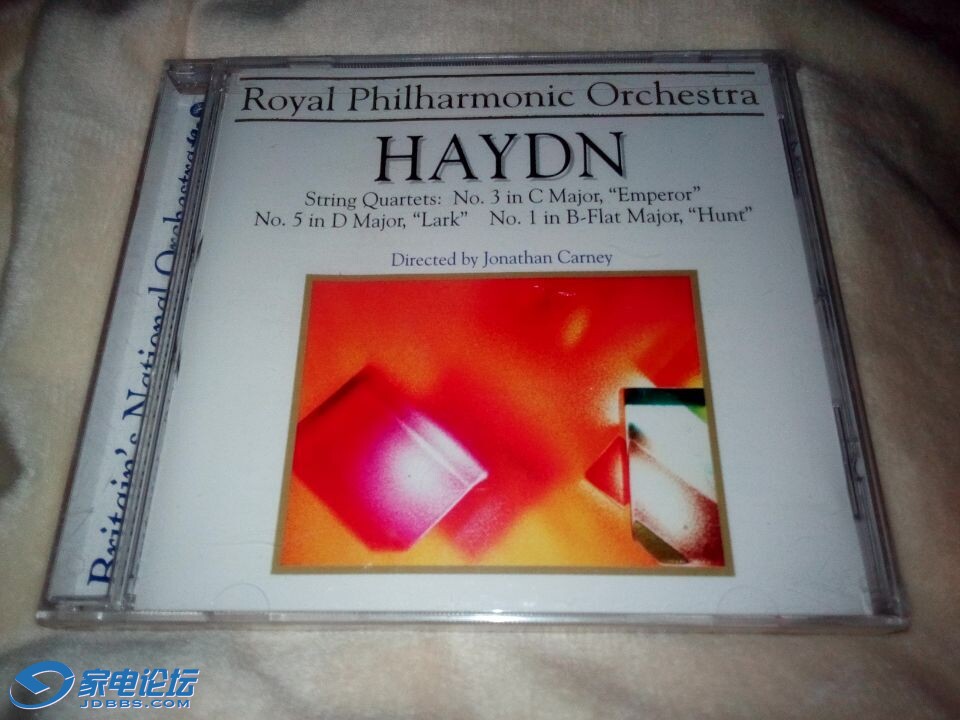 Royal Philharmonic Orchestra
HAYDN
String Quartets: No. 3 in C Major, “Emperor”
No. 5 in D Major, “Lark” No. 1 in B-Flat Major, “Hunt”
Directed by Jonathan Carney
Britain's National Orchestra
家电论坛
JDBBS.COM